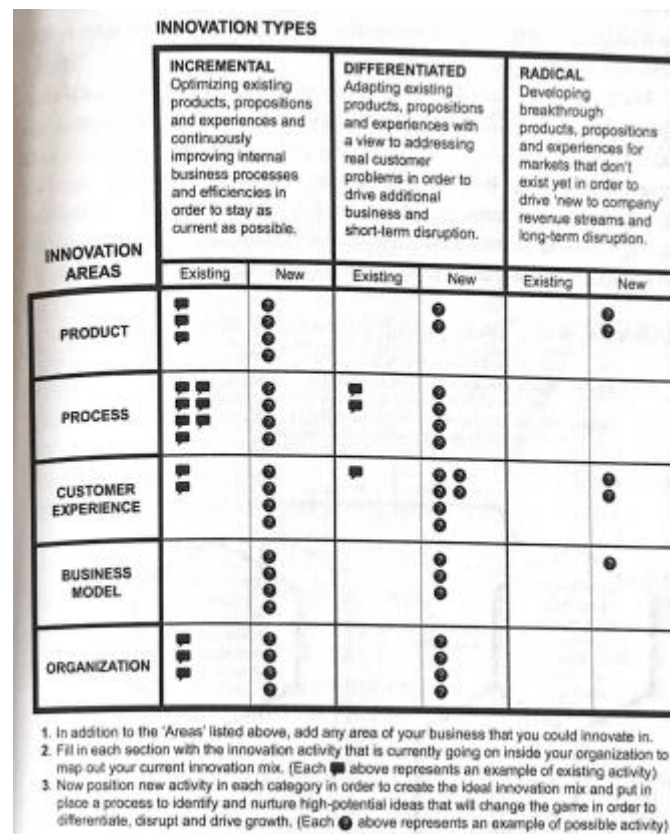 INNOVATION TYPES
INCREMENTAL
Optimizing existing
products, propositions
and experiences and
continuously
improving internal
business processes
and efficiencies in
order to stay as
current as possible.
DIFFERENTIATED
Adapting existing
products, propositions
and experiences with
a view to addressing
real customer
problems in order to
drive additional
business and
short-term disruption.
RADICAL
Developing
breakthrough
products, propositions
and experiences for
markets that don't
exist yet in order to
drive 'new to company'
revenue streams and
long-term disruption.
INNOVATION
AREAS
Existing New Existing New Existing New
PRODUCT
PROCESS
CUSTOMER
EXPERIENCE
BUSINESS
MODEL
ORGANIZATION
1. In addition to the 'Areas' listed above, add any area of your business that you could innovate in.
2. Fill in each section with the innovation activity that is currently going on inside your organization to
map out your current innovation mix. (Each above represents an example of existing activity)
3. Now position new activity in each category in order to create the ideal innovation mix and put in
place a process to identify and nurture high-potential ideas that will change the game in order to
differentiate, disrupt and drive growth. (Each ? above represents an example of possible activity)